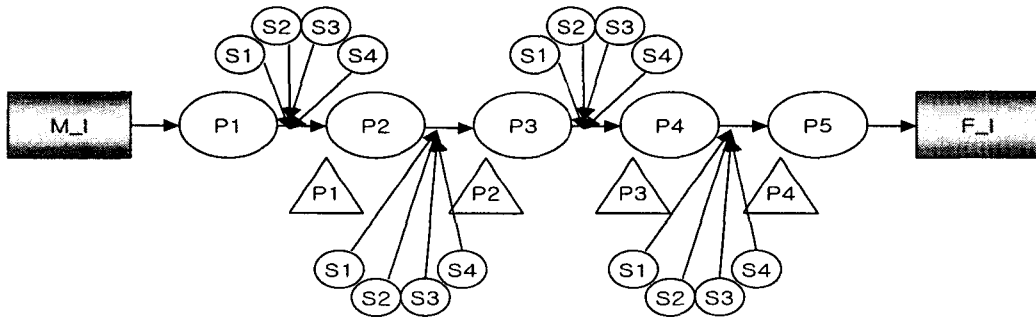 S2 S3
S1 S4
S2 S3
S1 S4
M_I P1 P2 P3 P4 P5 F_I
P1 P2 P3 P4
S1 S4
S2 S3
S1 S4
S2 S3